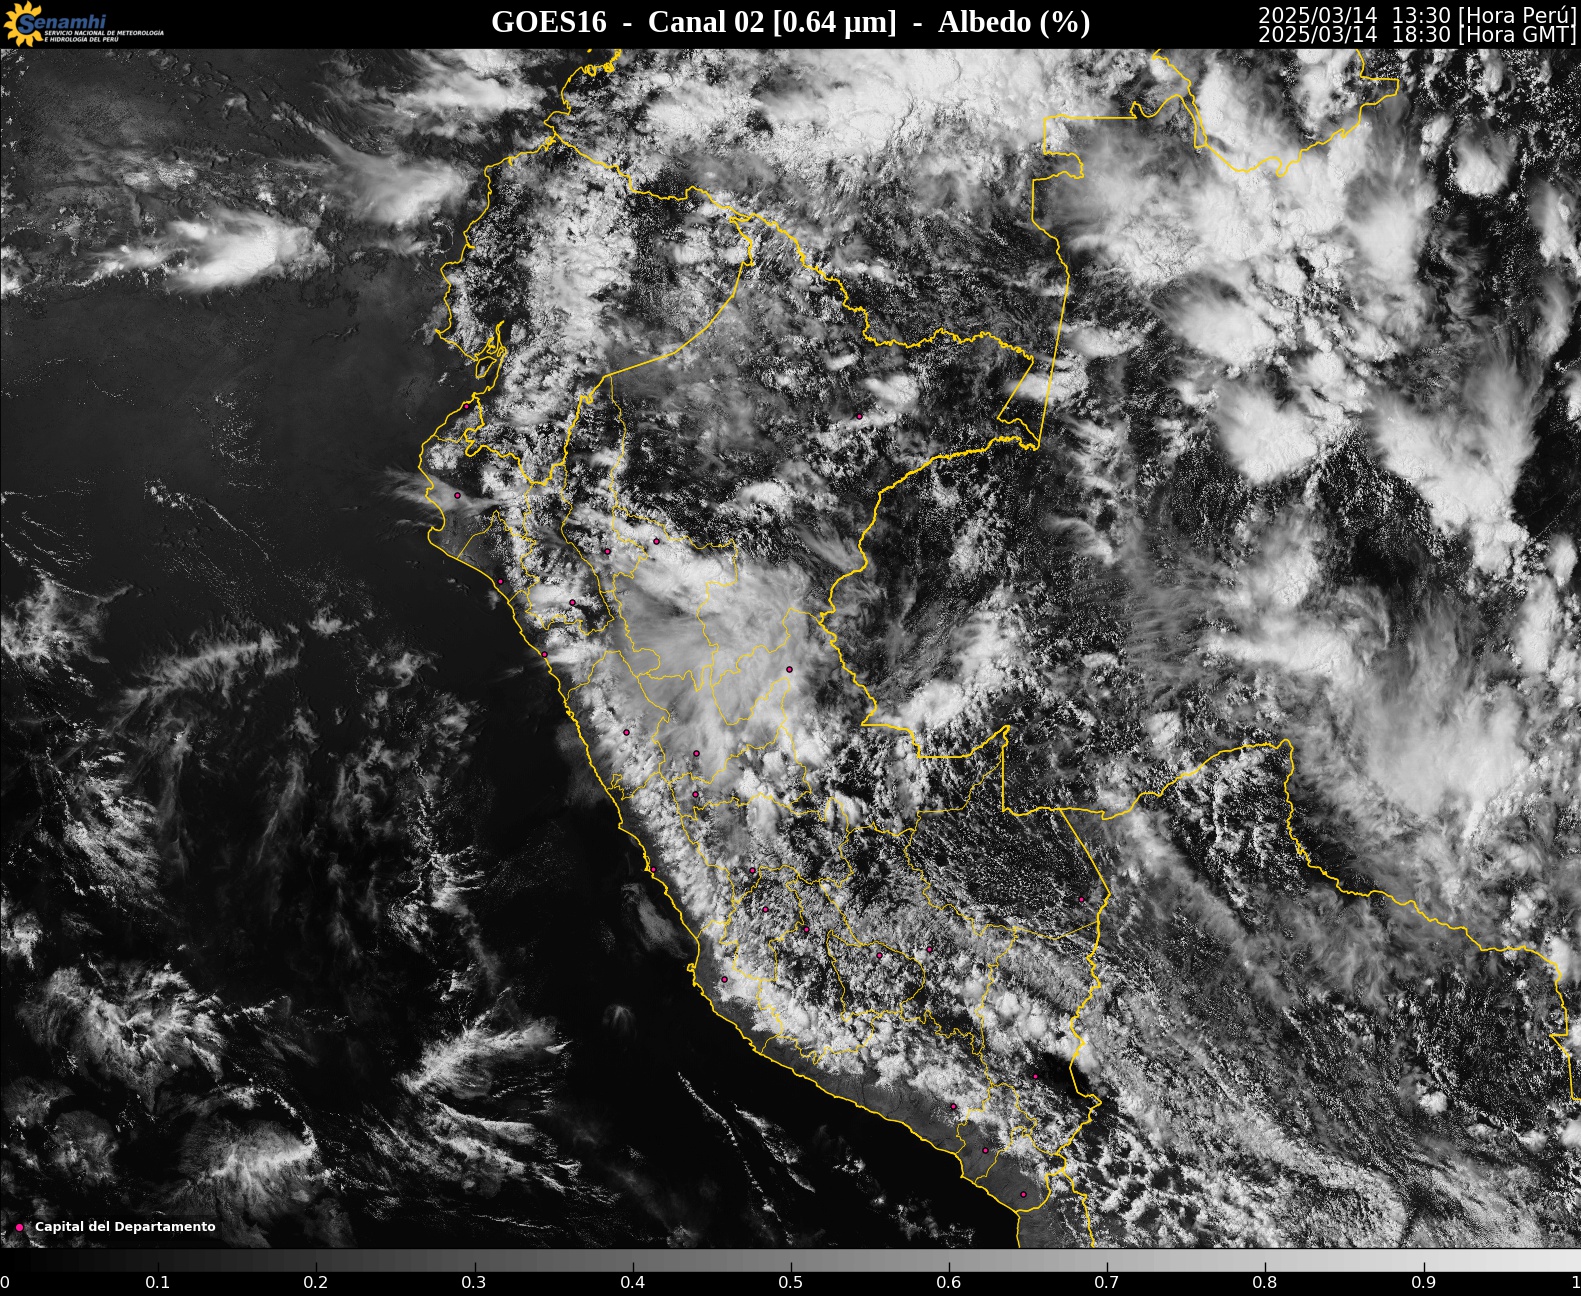 Senamhi
SERVICIO NACIONAL DE METEOROLOGÍA
E HIDROLOGÍA DEL PERÚ
GOES16 - Canal 02 [0.64 µm] - Albedo (%)
2025/03/14 13:30 [Hora Perú]
2025/03/14 18:30 [Hora GMT]
Capital del Departamento
0 0.1 0.2 0.3 0.4 0.5 0.6 0.7 0.8 0.9 1